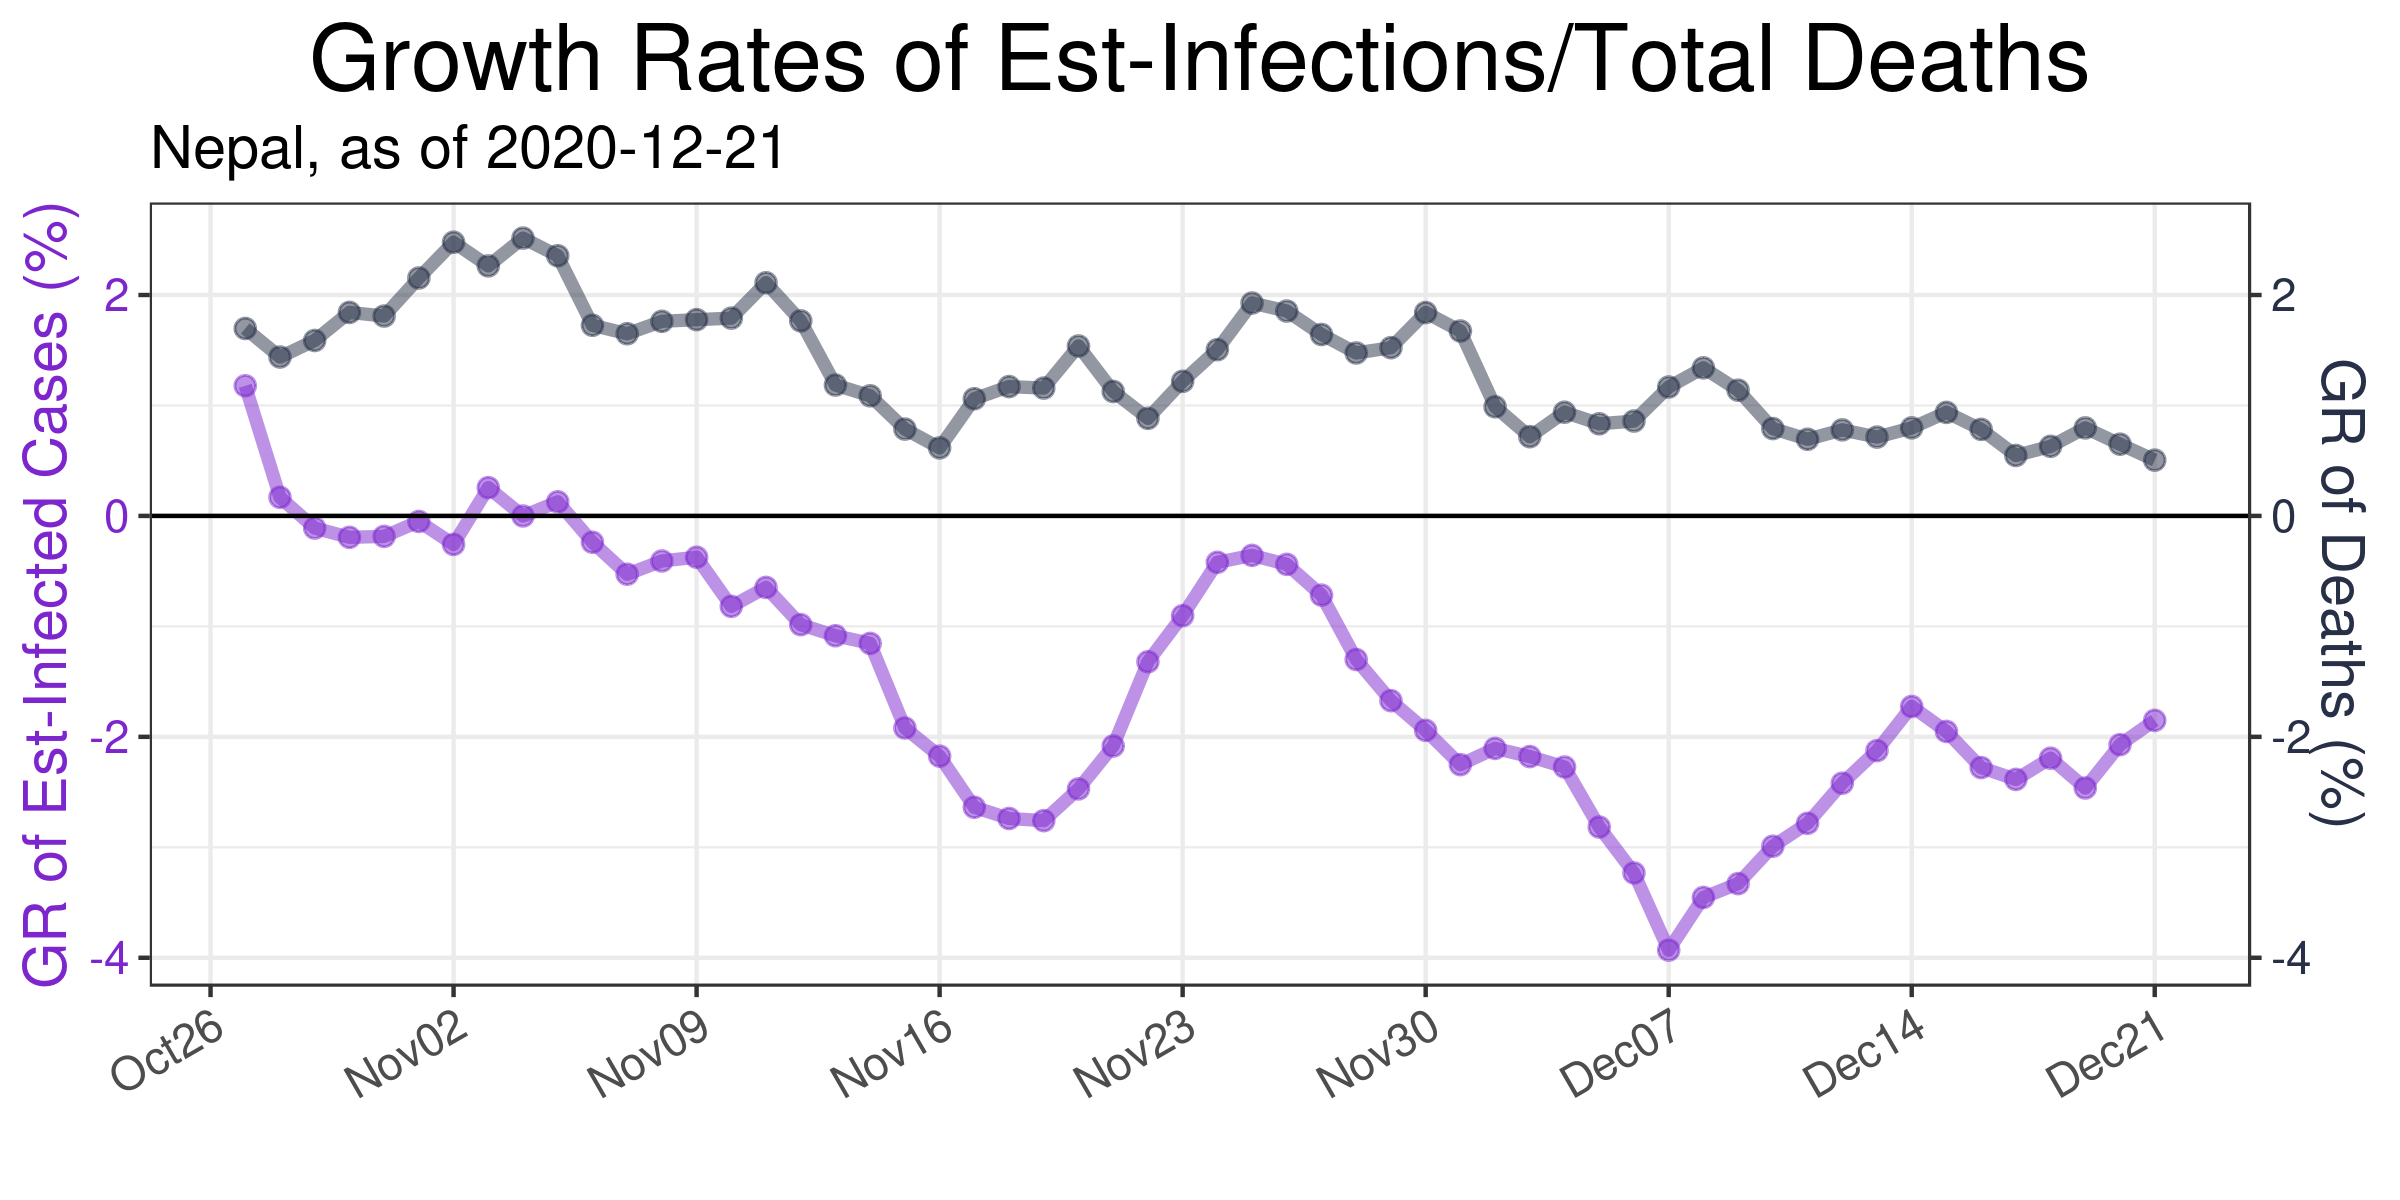 Growth Rates of Est-Infections/Total Deaths
Nepal, as of 2020-12-21
GR of Est-Infected Cases (%)
2
0
-2
-4
2
0
-2
-4
GR of Deaths (%)
Oct26
Nov02
Nov09
Nov16
Nov23
Nov30
Dec07
Dec14
Dec21